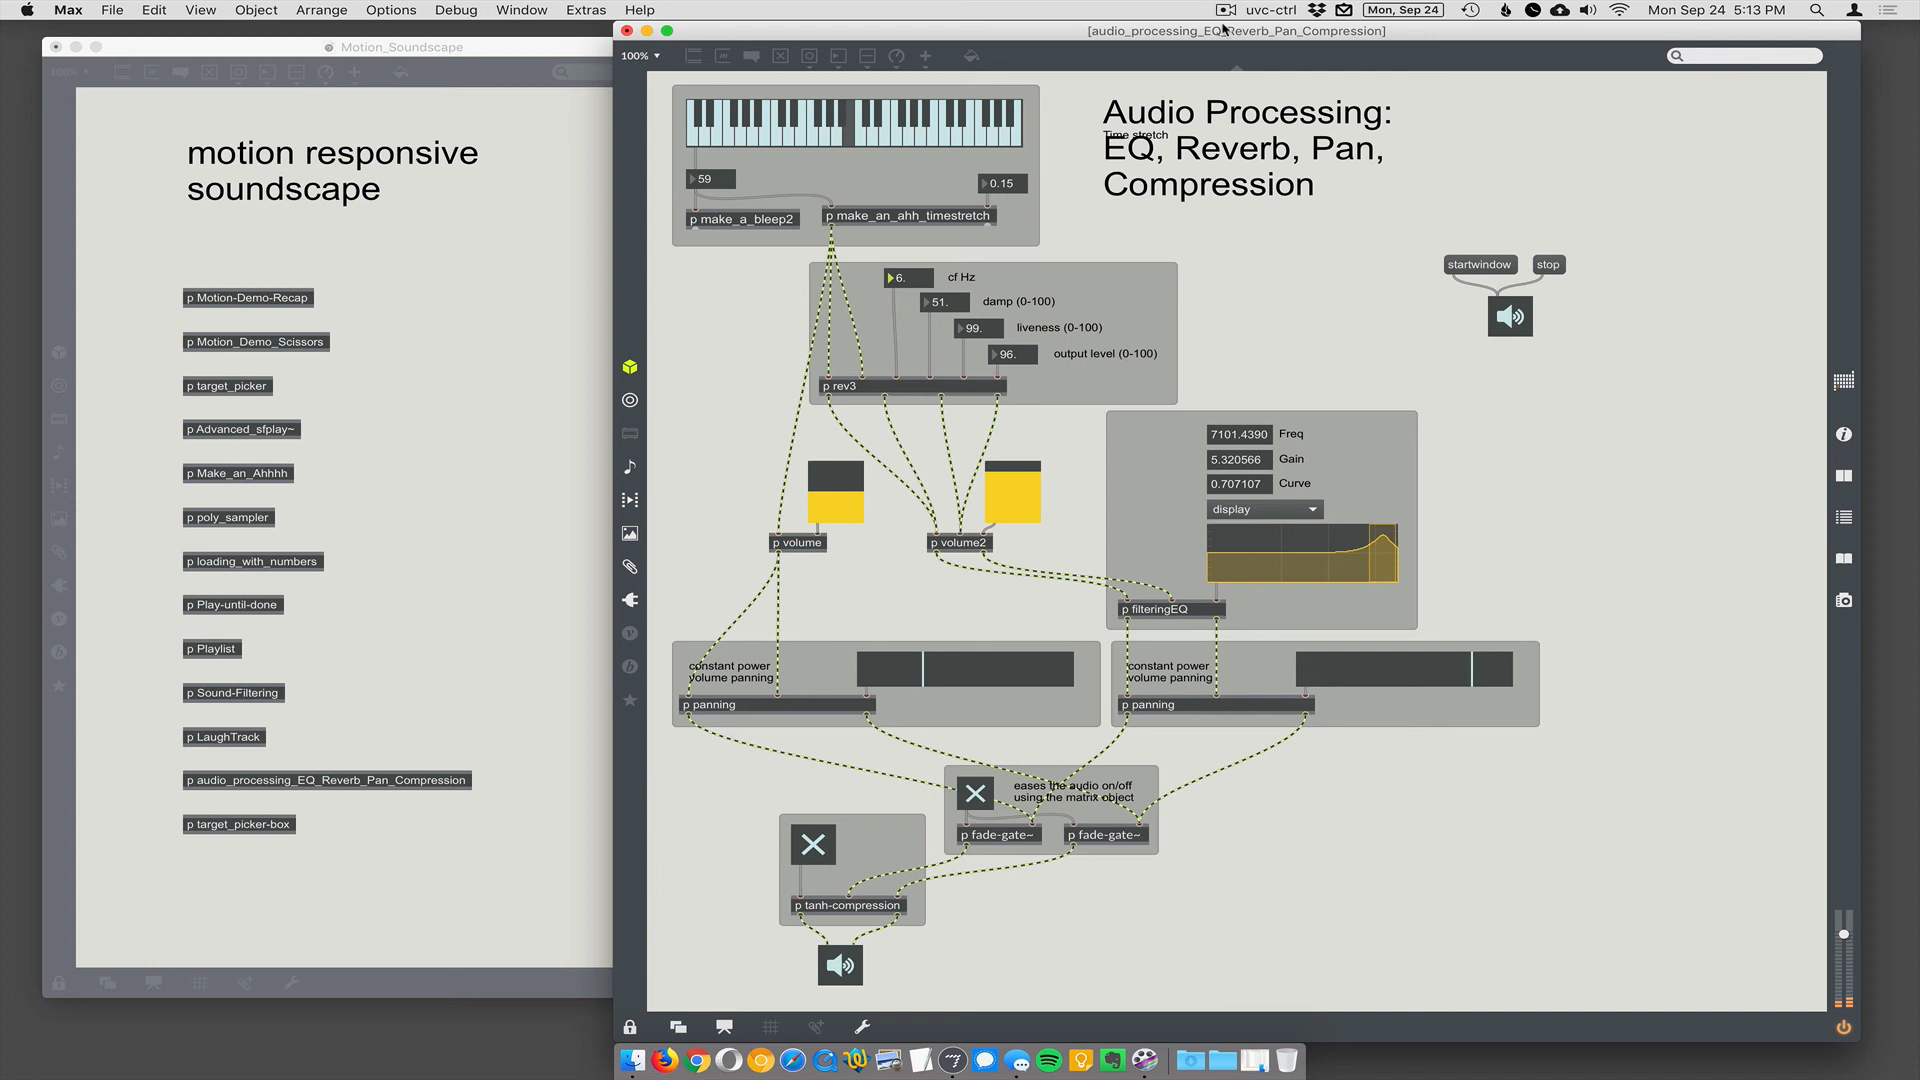 Max File Edit View Object Arrange Options Debug Window Extras Help
uvc-ctrl Mon, Sep 24 Mon Sep 24 5:13 PM
Motion_Soundscape
100%
motion responsive
soundscape
p Motion-Demo-Recap
p Motion_Demo_Scissors
p target_picker
p Advanced_sfplay~
p Make_an_Ahhhh
p poly_sampler
p loading_with_numbers
p Play-until-done
p Playlist
p Sound-Filtering
p LaughTrack
p audio_processing_EQ_Reverb_Pan_Compression
p target_picker-box
[audio_processing_EQ_Reverb_Pan_Compression]
100%
Audio Processing:
Time stretch
EQ, Reverb, Pan,
Compression
59
0.15
p make_a_bleep2
p make_an_ahh_timestretch
startwindow
stop
6.
cf Hz
51.
damp (0-100)
99.
liveness (0-100)
96.
output level (0-100)
p rev3
7101.4390 Freq
5.320566 Gain
0.707107 Curve
display
p volume
p volume2
p filteringEQ
constant power
volume panning
p panning
constant power
volume panning
p panning
eases the audio on/off
using the matrix object
p fade-gate~
p fade-gate~
p tanh-compression